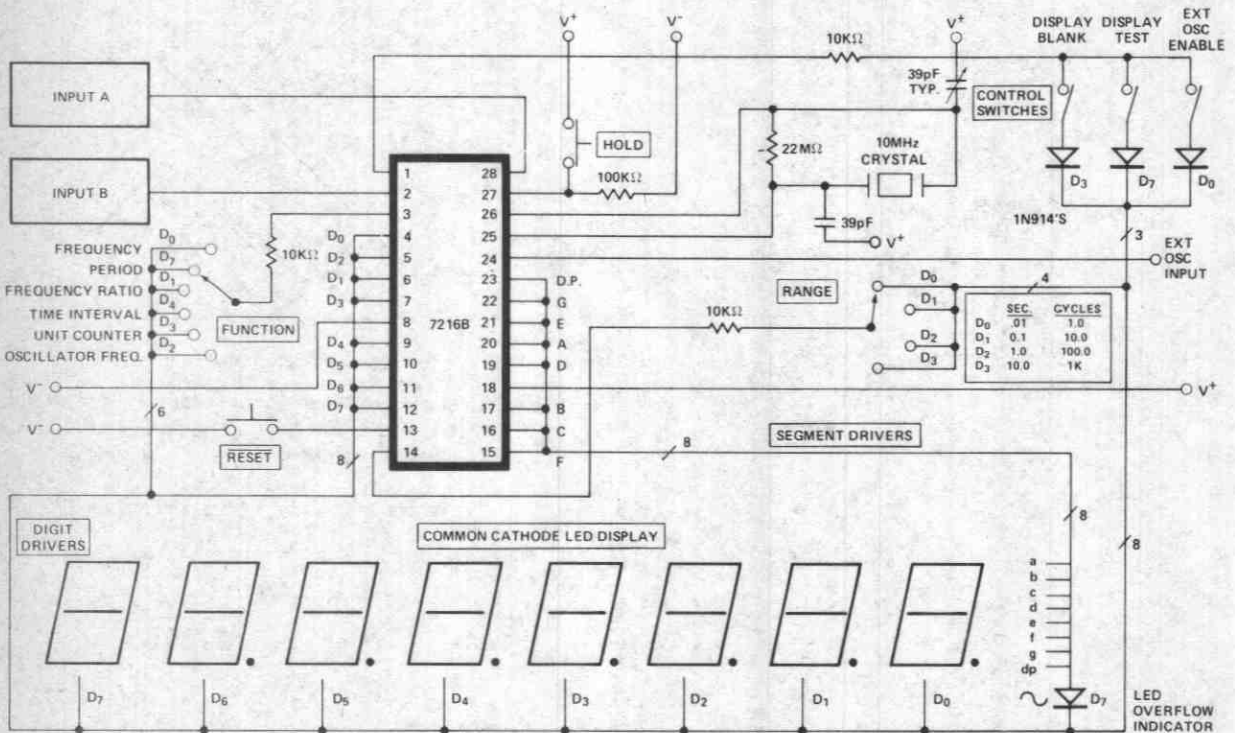 V+
V−
V+
DISPLAY BLANK
DISPLAY TEST
EXT OSC ENABLE
10KΩ
39pF TYP.
CONTROL SWITCHES
INPUT A
INPUT B
HOLD
100KΩ
22MΩ
10MHz CRYSTAL
39pF
V+
D3
D7
D0
1N914'S
3
EXT OSC INPUT
1
2
3
4
5
6
7
8
9
10
11
12
13
14
7216B
28
27
26
25
24
23
22
21
20
19
18
17
16
15
D0
D2
D1
D3
D4
D5
D6
D7
D.P.
G
E
A
D
B
C
F
10KΩ
FREQUENCY D0
PERIOD D7
FREQUENCY RATIO D1
TIME INTERVAL D4
UNIT COUNTER D3
OSCILLATOR FREQ. D2
FUNCTION
V−
V−
6
RESET
8
10KΩ
RANGE
D0
D1
D2
D3
4
SEC. CYCLES
D0 .01 1.0
D1 0.1 10.0
D2 1.0 100.0
D3 10.0 1K
V+
SEGMENT DRIVERS
8
8
8
DIGIT DRIVERS
COMMON CATHODE LED DISPLAY
a
b
c
d
e
f
g
dp
D7 D6 D5 D4 D3 D2 D1 D0
D7
LED OVERFLOW INDICATOR